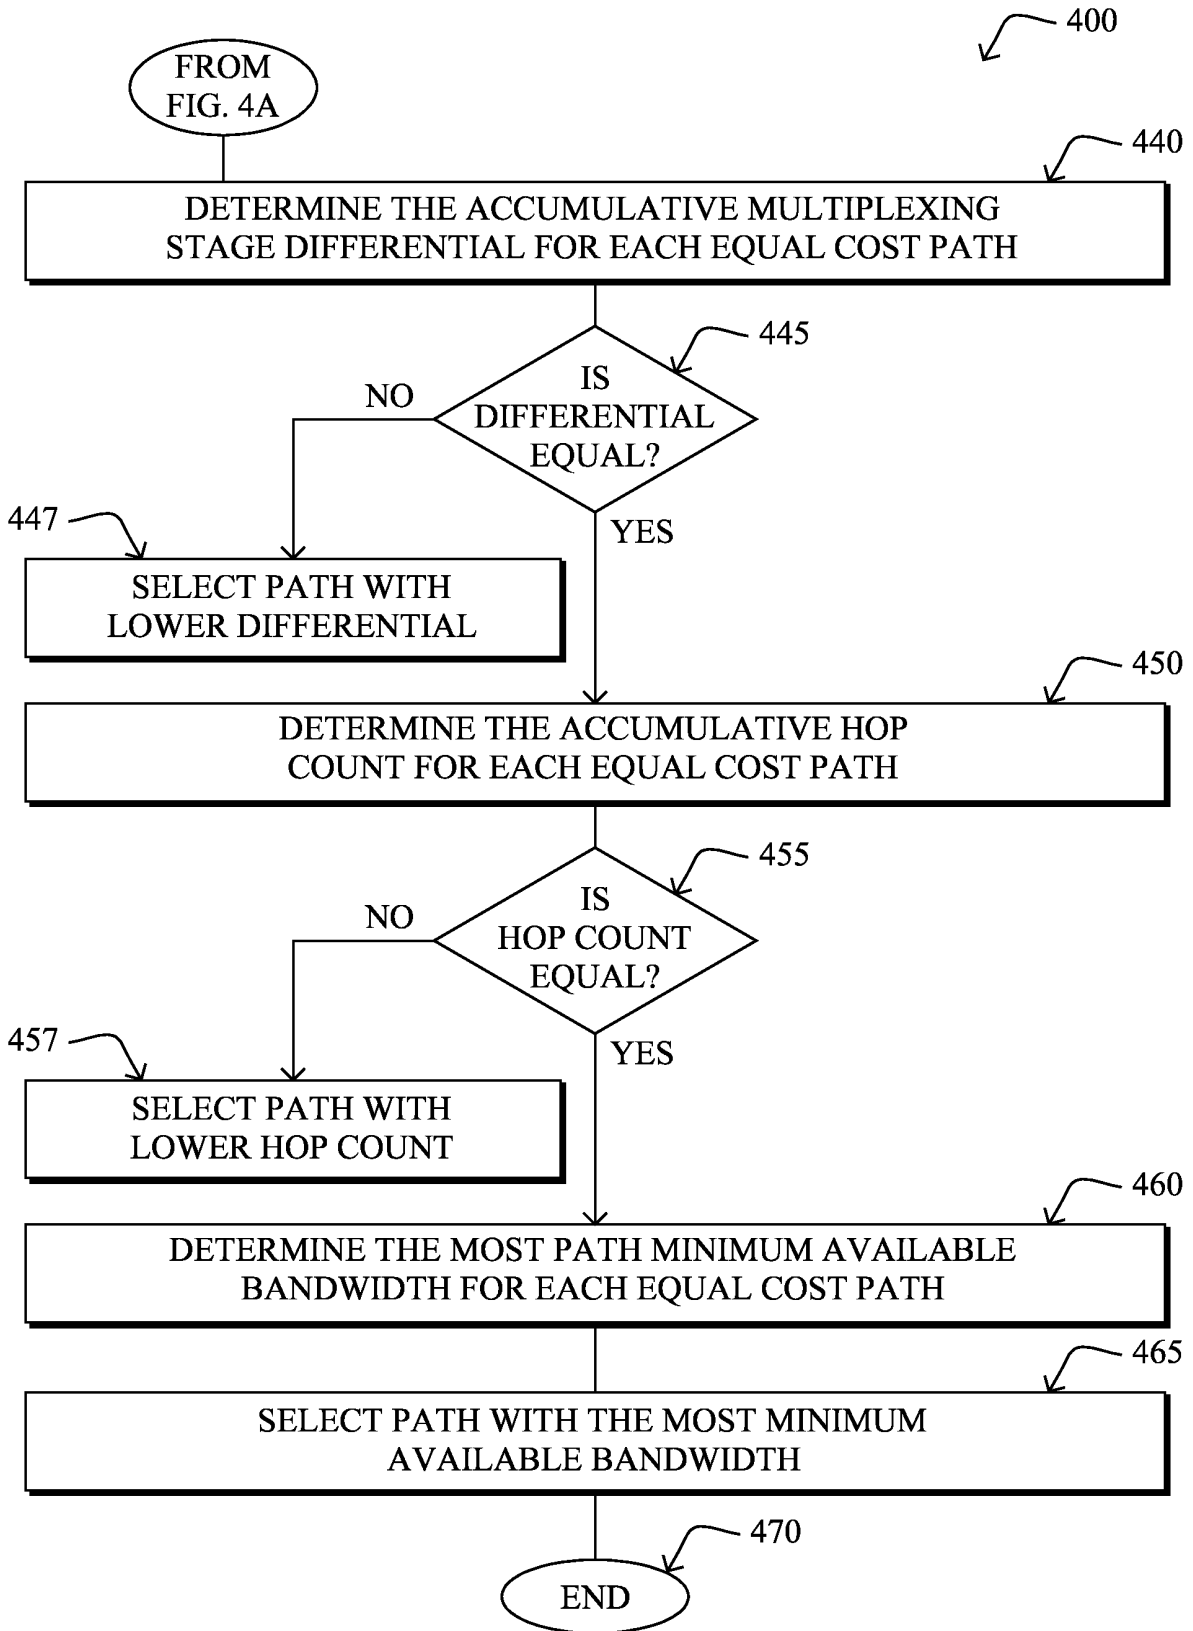 400
FROM
FIG. 4A
440
DETERMINE THE ACCUMULATIVE MULTIPLEXING
STAGE DIFFERENTIAL FOR EACH EQUAL COST PATH
445
IS
DIFFERENTIAL
EQUAL?
NO
YES
447
SELECT PATH WITH
LOWER DIFFERENTIAL
450
DETERMINE THE ACCUMULATIVE HOP
COUNT FOR EACH EQUAL COST PATH
455
IS
HOP COUNT
EQUAL?
NO
YES
457
SELECT PATH WITH
LOWER HOP COUNT
460
DETERMINE THE MOST PATH MINIMUM AVAILABLE
BANDWIDTH FOR EACH EQUAL COST PATH
465
SELECT PATH WITH THE MOST MINIMUM
AVAILABLE BANDWIDTH
470
END